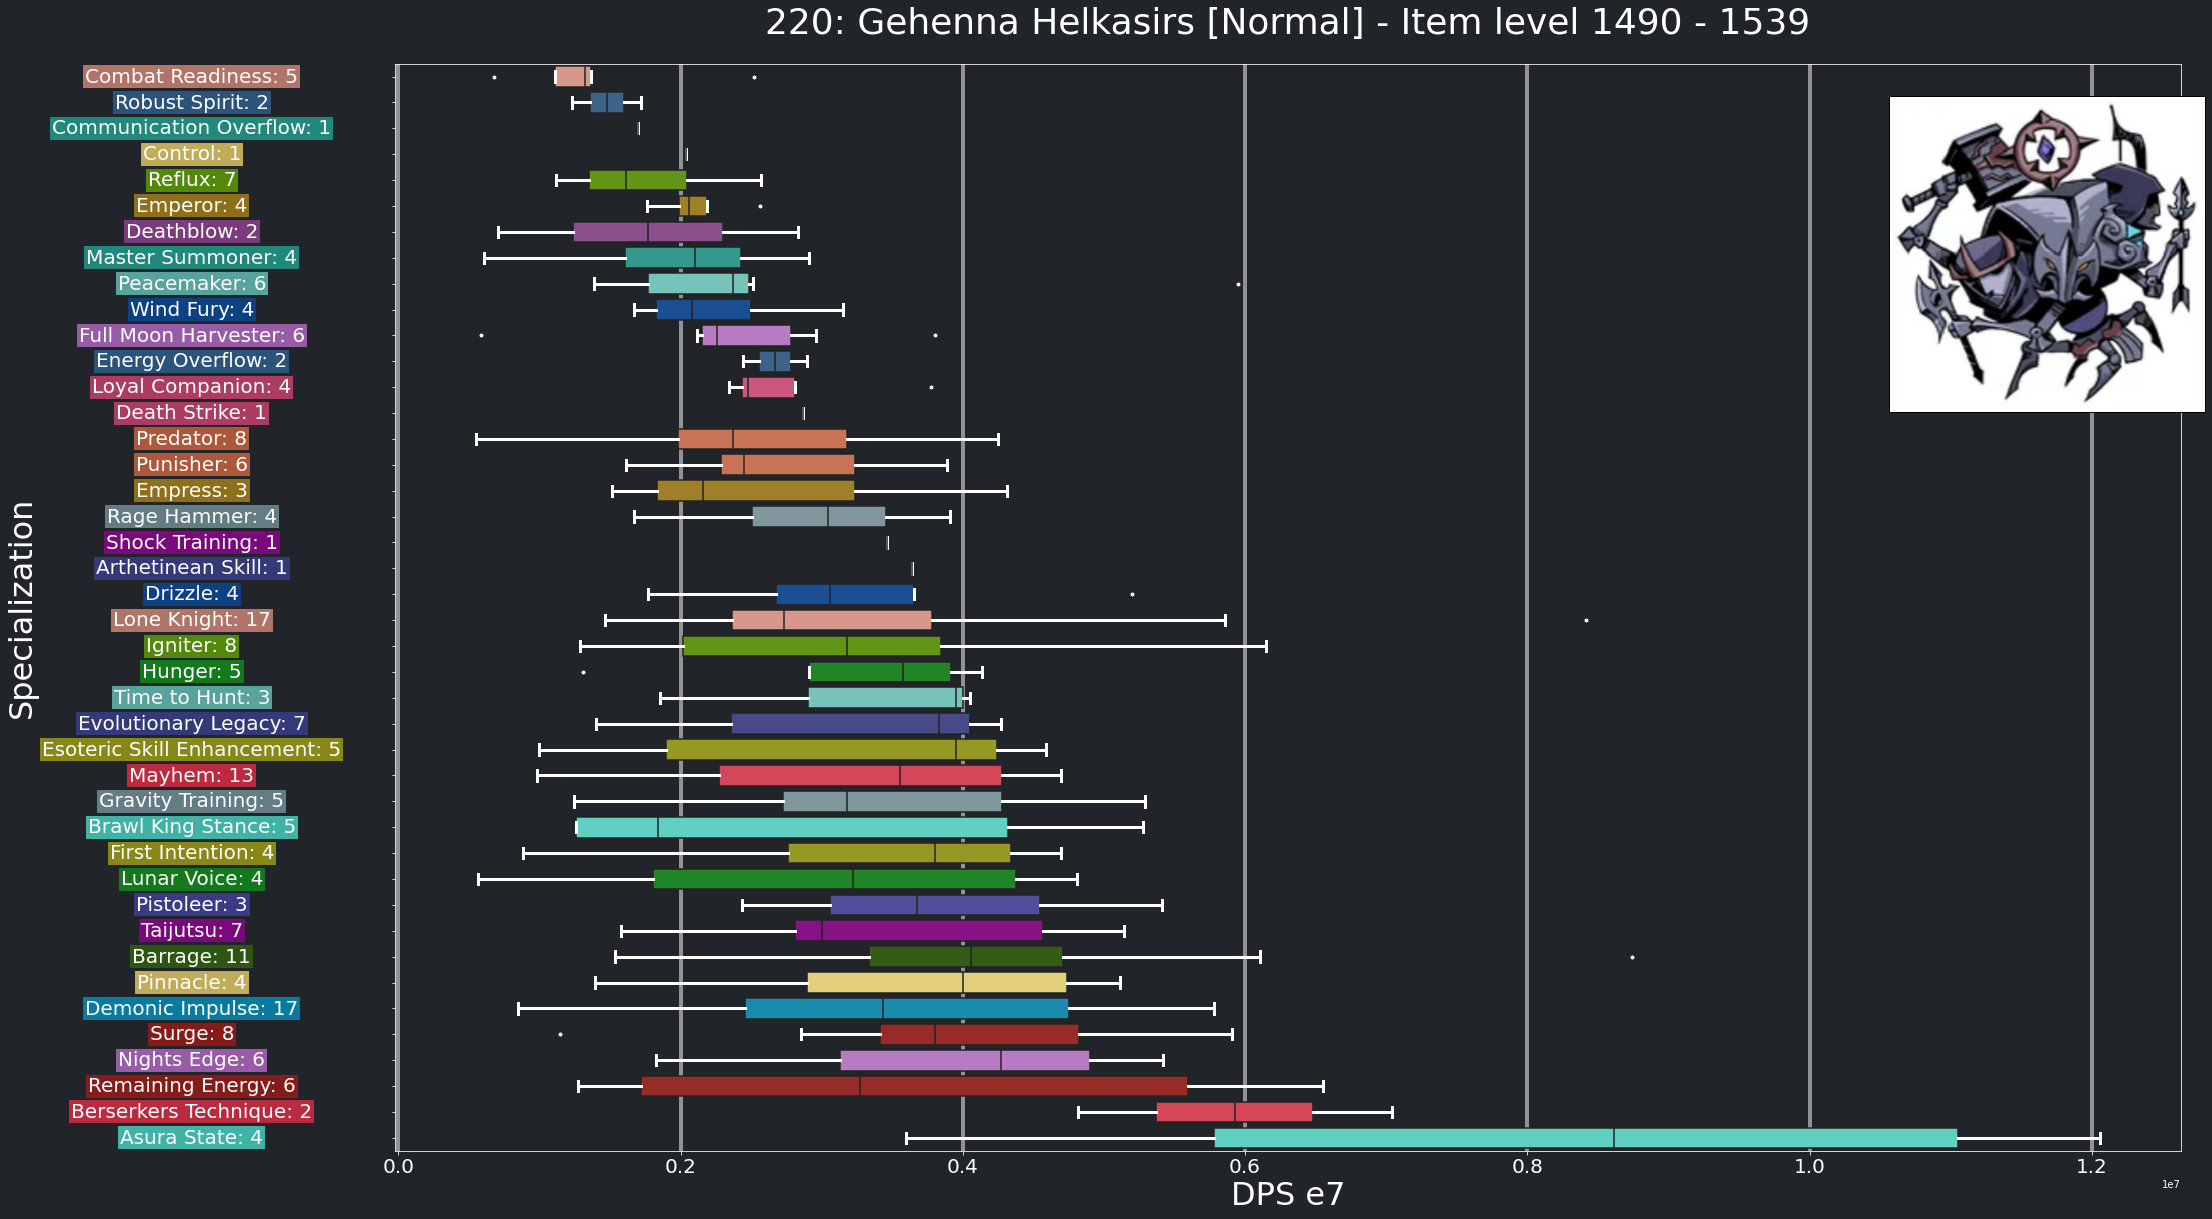 220: Gehenna Helkasirs [Normal] - Item level 1490 - 1539
Combat Readiness: 5
Robust Spirit: 2
Communication Overflow: 1
Control: 1
Reflux: 7
Emperor: 4
Deathblow: 2
Master Summoner: 4
Peacemaker: 6
Wind Fury: 4
Full Moon Harvester: 6
Energy Overflow: 2
Loyal Companion: 4
Death Strike: 1
Predator: 8
Punisher: 6
Empress: 3
Rage Hammer: 4
Shock Training: 1
Arthetinean Skill: 1
Drizzle: 4
Lone Knight: 17
Igniter: 8
Hunger: 5
Time to Hunt: 3
Evolutionary Legacy: 7
Esoteric Skill Enhancement: 5
Mayhem: 13
Gravity Training: 5
Brawl King Stance: 5
First Intention: 4
Lunar Voice: 4
Pistoleer: 3
Taijutsu: 7
Barrage: 11
Pinnacle: 4
Demonic Impulse: 17
Surge: 8
Nights Edge: 6
Remaining Energy: 6
Berserkers Technique: 2
Asura State: 4
Specialization
0.0 0.2 0.4 0.6 0.8 1.0 1.2
DPS e7
1e7